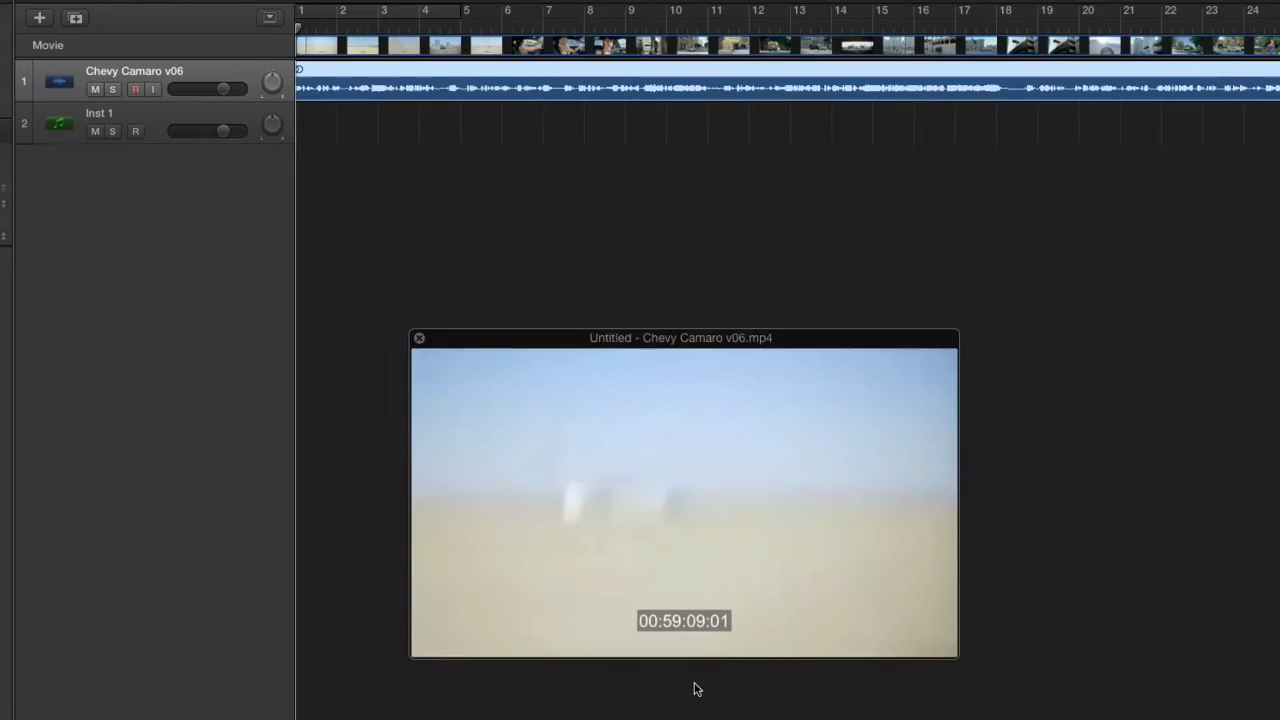 1 2 3 4 5 6 7 8 9 10 11 12 13 14 15 16 17 18 19 20 21 22 23 24
Movie
1 Chevy Camaro v06
M S R I
2 Inst 1
M S R
Untitled - Chevy Camaro v06.mp4
00:59:09:01